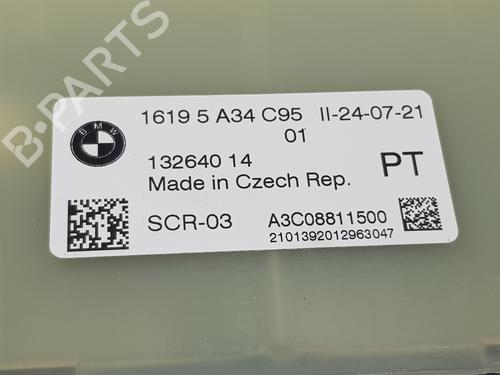 B-PARTS
BMW
1619 5 A34 C95 II-24-07-21
01
132640 14
Made in Czech Rep.
PT
SCR-03
A3C08811500
2101392012963047